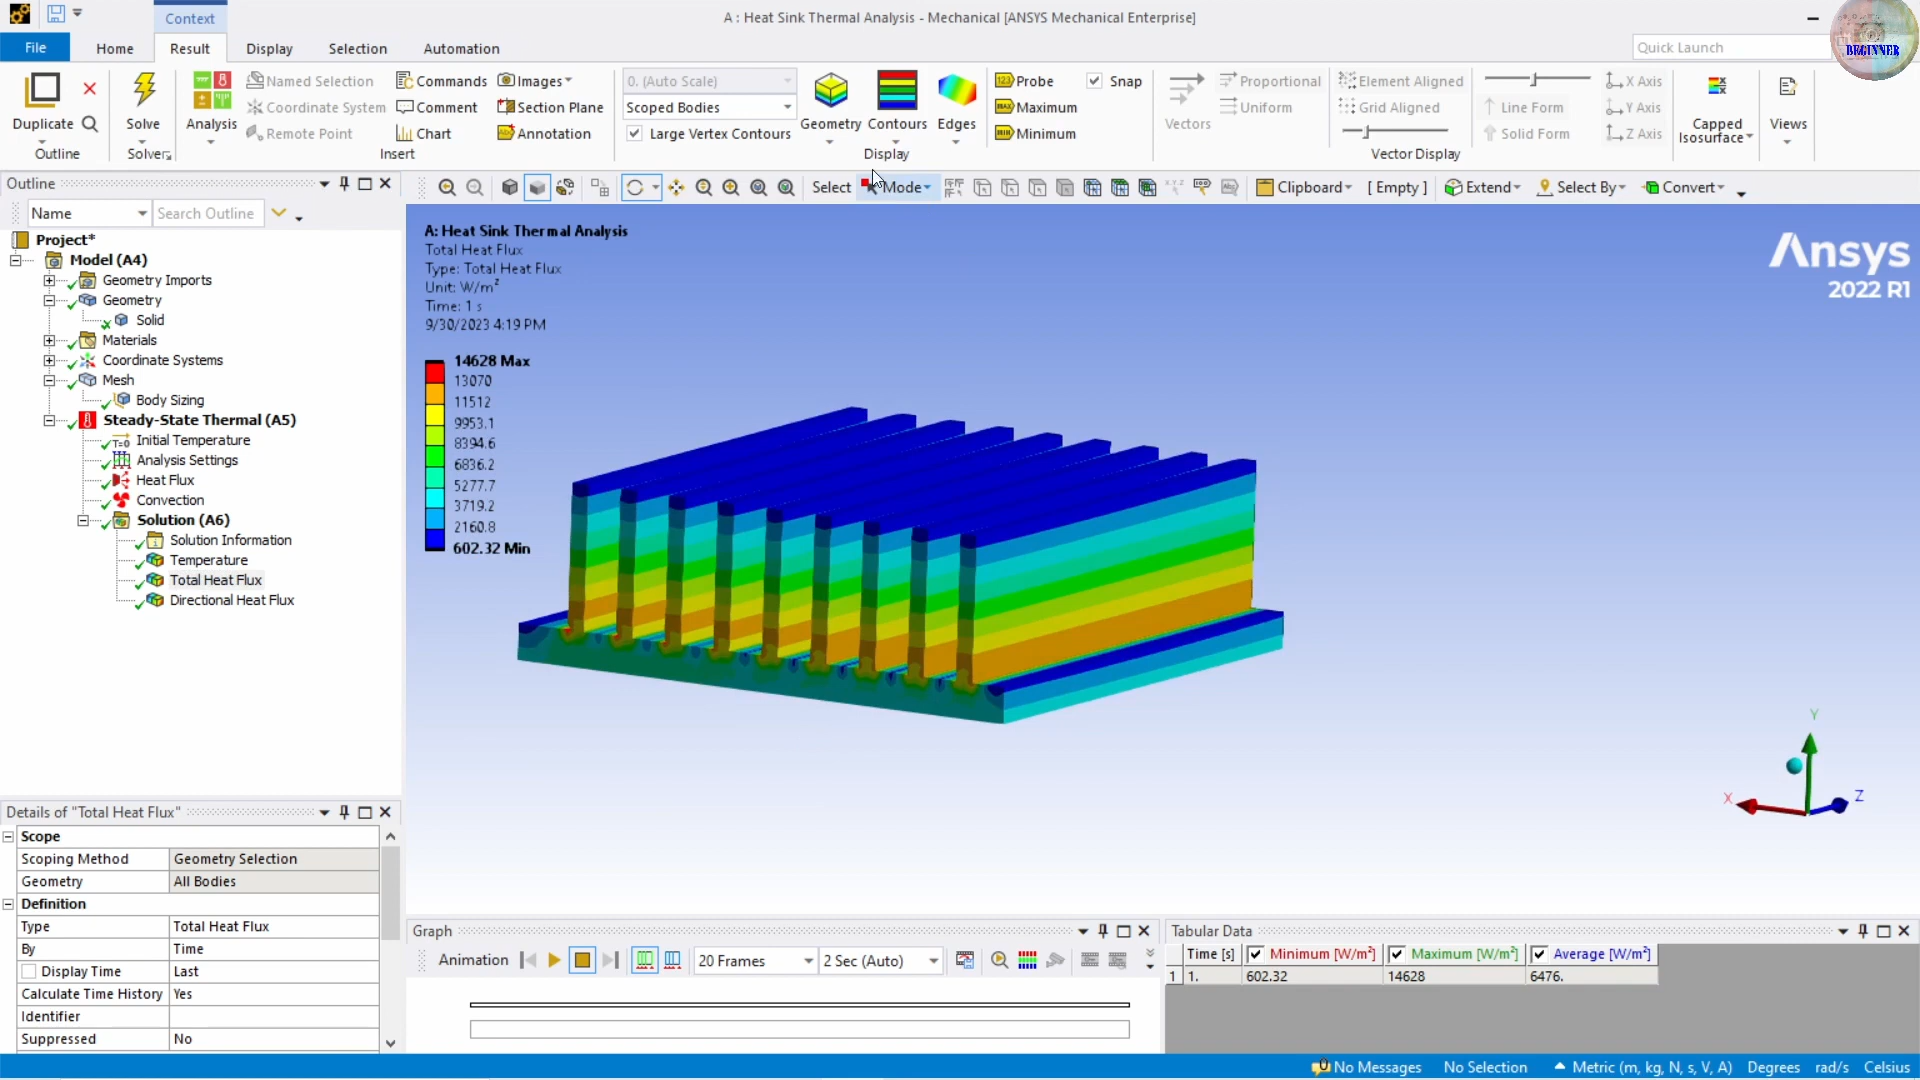 Context
A : Heat Sink Thermal Analysis - Mechanical [ANSYS Mechanical Enterprise]
File
Home
Result
Display
Selection
Automation
Quick Launch
BEGINNER
Duplicate
Outline
Solve
Solver
Analysis
Named Selection
Coordinate System
Remote Point
Commands
Comment
Chart
Images
Section Plane
Annotation
Insert
0. (Auto Scale)
Scoped Bodies
Large Vertex Contours
Geometry
Contours
Edges
Display
Probe
Maximum
Minimum
Snap
Vectors
Proportional
Uniform
Element Aligned
Grid Aligned
Line Form
Solid Form
X Axis
Y Axis
Z Axis
Vector Display
Capped
Isosurface
Views
Outline
Select
Mode
Clipboard
[ Empty ]
Extend
Select By
Convert
Name
Search Outline
Project*
Model (A4)
Geometry Imports
Geometry
Solid
Materials
Coordinate Systems
Mesh
Body Sizing
Steady-State Thermal (A5)
T=0 Initial Temperature
Analysis Settings
Heat Flux
Convection
Solution (A6)
Solution Information
Temperature
Total Heat Flux
Directional Heat Flux
A: Heat Sink Thermal Analysis
Total Heat Flux
Type: Total Heat Flux
Unit: W/m²
Time: 1 s
9/30/2023 4:19 PM
14628 Max
13070
11512
9953.1
8394.6
6836.2
5277.7
3719.2
2160.8
602.32 Min
Ansys
2022 R1
Y
X
Z
Details of "Total Heat Flux"
Scope
Scoping Method Geometry Selection
Geometry All Bodies
Definition
Type Total Heat Flux
By Time
Display Time Last
Calculate Time History Yes
Identifier
Suppressed No
Graph
Animation
20 Frames
2 Sec (Auto)
Tabular Data
Time [s] Minimum [W/m²] Maximum [W/m²] Average [W/m²]
1 1. 602.32 14628 6476.
No Messages
No Selection
Metric (m, kg, N, s, V, A)
Degrees
rad/s
Celsius